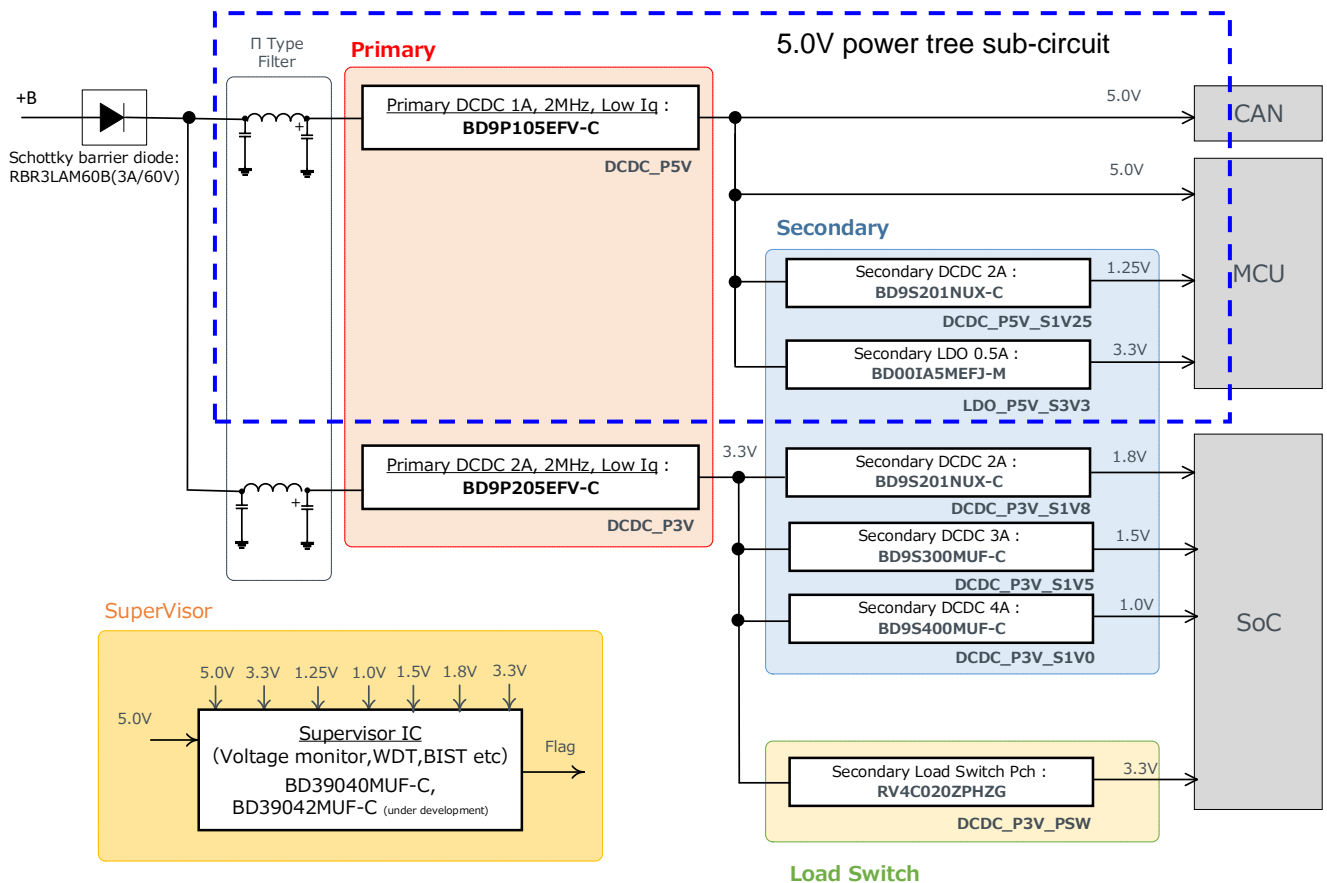 Π Type
Filter
Primary
5.0V power tree sub-circuit
+B
Schottky barrier diode:
RBR3LAM60B(3A/60V)
+
Primary DCDC 1A, 2MHz, Low Iq :
BD9P105EFV-C
DCDC_P5V
5.0V
CAN
5.0V
MCU
Secondary
Secondary DCDC 2A :
BD9S201NUX-C
1.25V
DCDC_P5V_S1V25
Secondary LDO 0.5A :
BD00IA5MEFJ-M
3.3V
LDO_P5V_S3V3
+
Primary DCDC 2A, 2MHz, Low Iq :
BD9P205EFV-C
DCDC_P3V
3.3V
Secondary DCDC 2A :
BD9S201NUX-C
1.8V
DCDC_P3V_S1V8
Secondary DCDC 3A :
BD9S300MUF-C
1.5V
DCDC_P3V_S1V5
Secondary DCDC 4A :
BD9S400MUF-C
1.0V
DCDC_P3V_S1V0
SoC
Secondary Load Switch Pch :
RV4C020ZPHZG
3.3V
DCDC_P3V_PSW
Load Switch
SuperVisor
5.0V 3.3V 1.25V 1.0V 1.5V 1.8V 3.3V
5.0V
Supervisor IC
(Voltage monitor,WDT,BIST etc)
BD39040MUF-C,
BD39042MUF-C (under development)
Flag